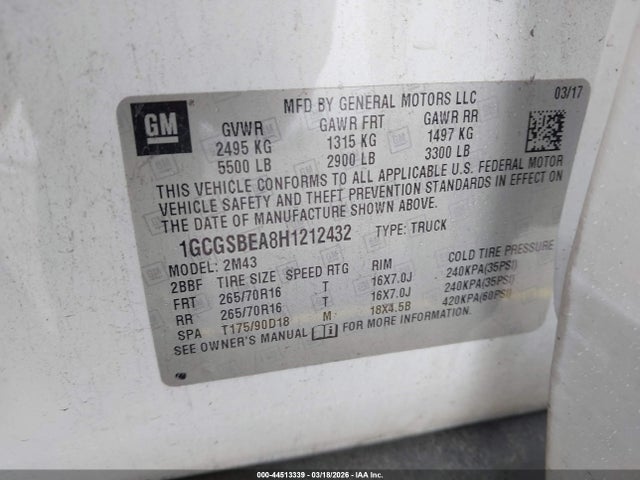 GM
MFD BY GENERAL MOTORS LLC
03/17
GVWR GAWR FRT GAWR RR
2495 KG 1315 KG 1497 KG
5500 LB 2900 LB 3300 LB
THIS VEHICLE CONFORMS TO ALL APPLICABLE U.S. FEDERAL MOTOR
VEHICLE SAFETY AND THEFT PREVENTION STANDARDS IN EFFECT ON
THE DATE OF MANUFACTURE SHOWN ABOVE.
1GCGSBEA8H1212432 TYPE: TRUCK
MODEL: 2M43
2BBF TIRE SIZE SPEED RTG RIM COLD TIRE PRESSURE
FRT 265/70R16 T 16X7.0J 240KPA(35PSI)
RR 265/70R16 T 16X7.0J 240KPA(35PSI)
SPA T175/90D18 M 18X4.5B 420KPA(60PSI)
SEE OWNER'S MANUAL FOR MORE INFORMATION.
000-44513339 | 03/18/2026 - IAA Inc.